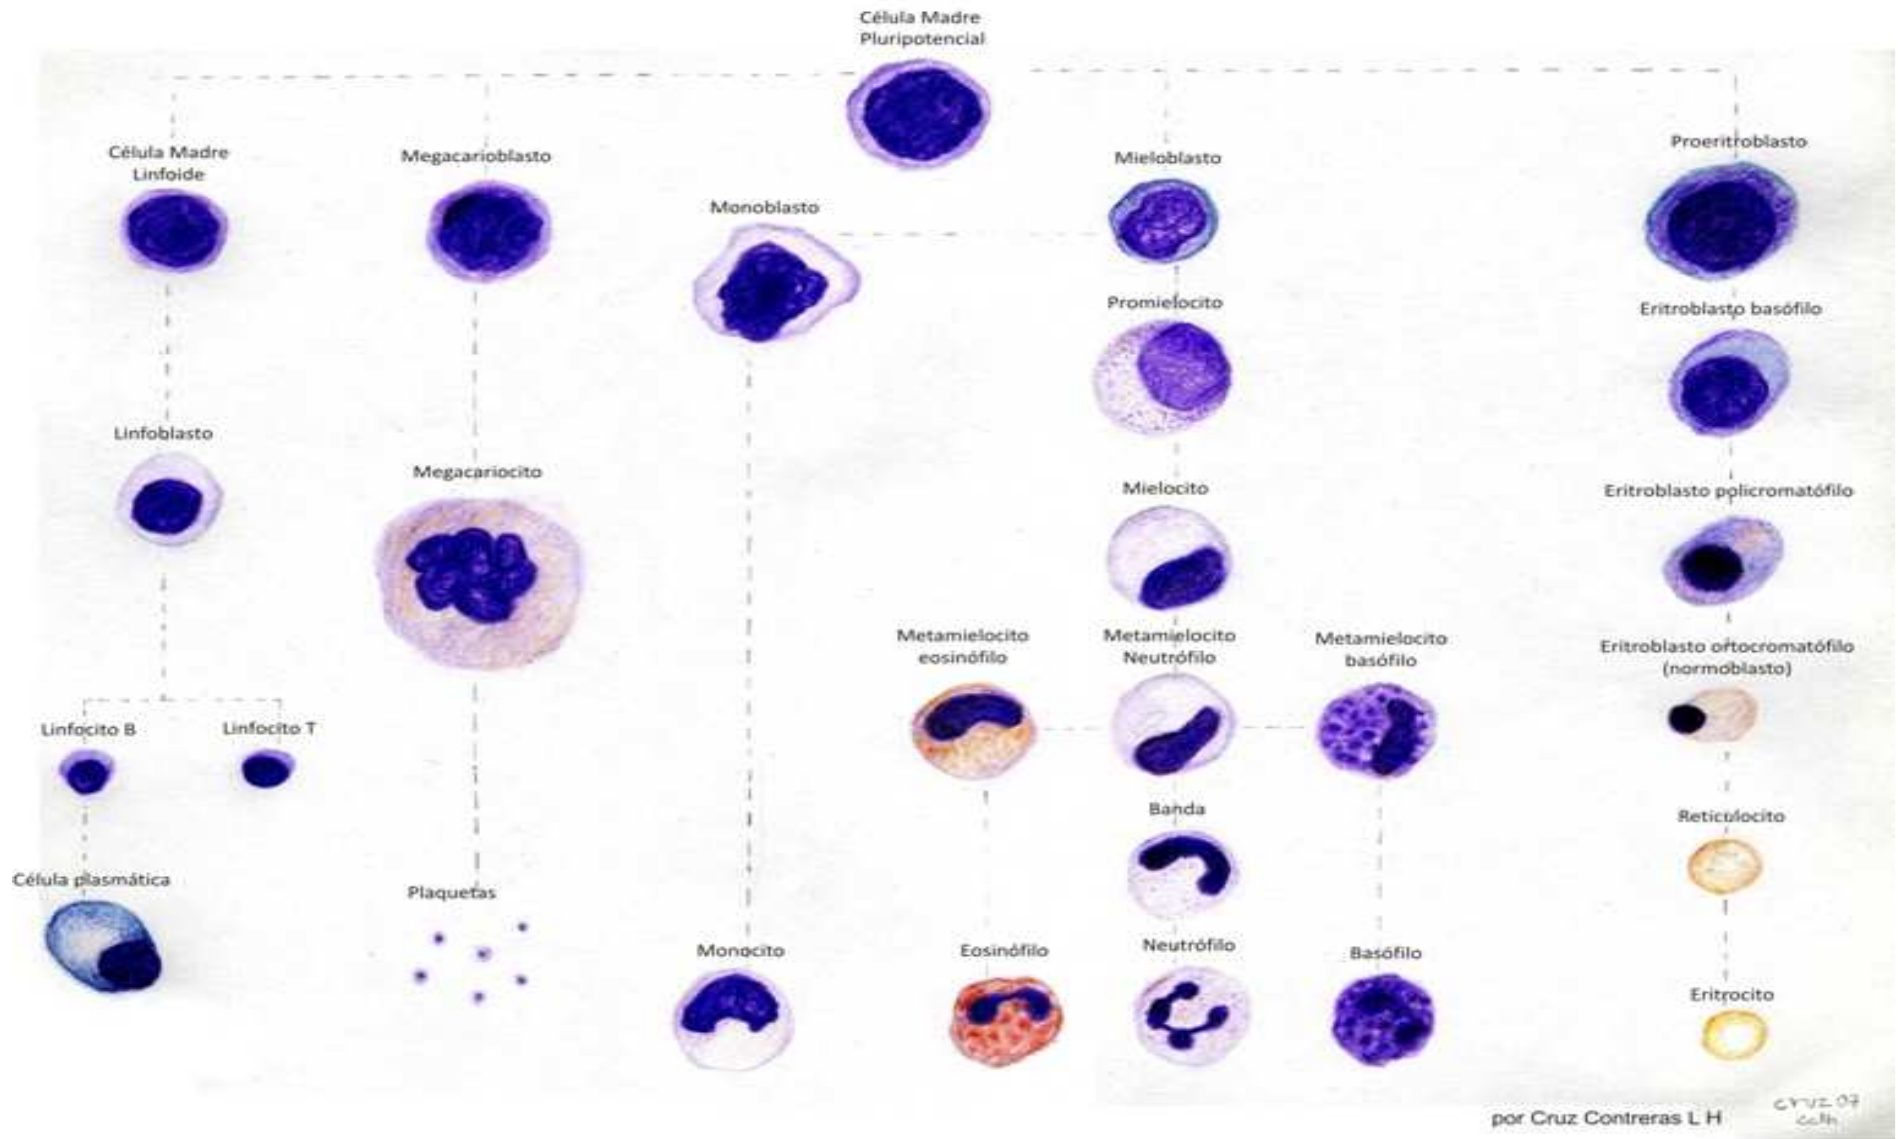 Célula Madre
Pluripotencial
Célula Madre
Linfoide
Megacarioblasto
Monoblasto
Mieloblasto
Proeritroblasto
Promielocito
Eritroblasto basófilo
Linfoblasto
Megacariocito
Mielocito
Eritroblasto policromatófilo
Metamielocito
eosinófilo
Metamielocito
Neutrófilo
Metamielocito
basófilo
Eritroblasto ortocromatófilo
(normoblasto)
Linfocito B
Linfocito T
Banda
Reticulocito
Célula plasmática
Plaquetas
Monocito
Eosinófilo
Neutrófilo
Basófilo
Eritrocito
por Cruz Contreras L H
cruz 07